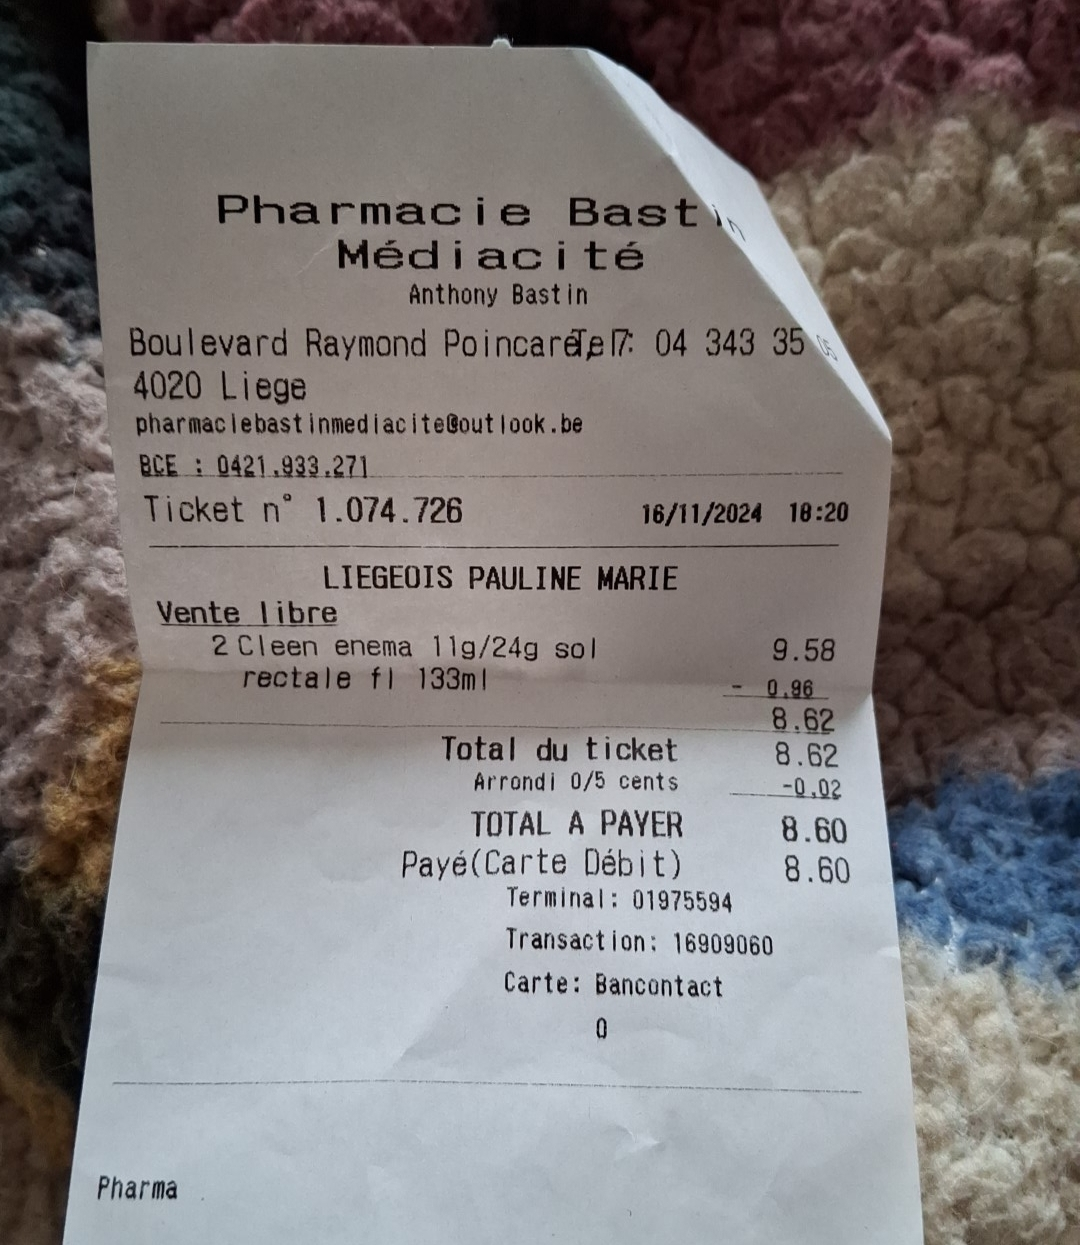 Pharmacie Bastin
Médiacité
Anthony Bastin
Boulevard Raymond Poincaré, 7 Tel: 04 343 35 05
4020 Liege
pharmaciebastinmediacite@outlook.be
BCE : 0421.933.271
Ticket n° 1.074.726 16/11/2024 18:20
LIEGEOIS PAULINE MARIE
Vente libre
2 Cleen enema 11g/24g sol 9.58
rectale fl 133ml - 0.96
8.62
Total du ticket 8.62
Arrondi 0/5 cents -0.02
TOTAL A PAYER 8.60
Payé(Carte Débit) 8.60
Terminal: 01975594
Transaction: 16909060
Carte: Bancontact
0
Pharma